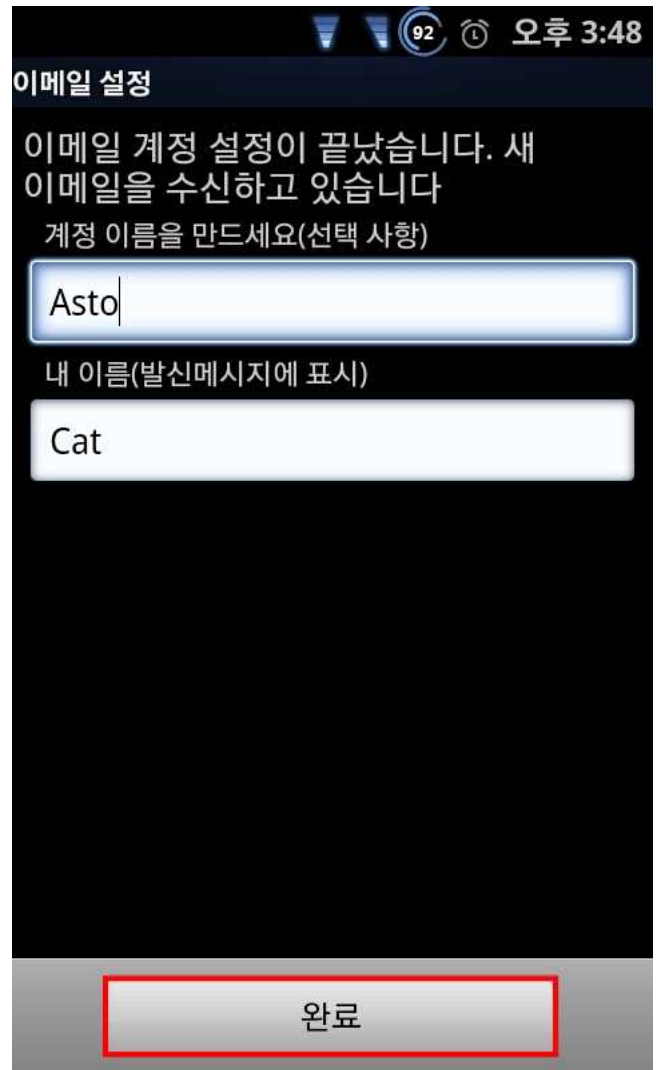 92 오후 3:48
이메일 설정
이메일 계정 설정이 끝났습니다. 새
이메일을 수신하고 있습니다
계정 이름을 만드세요(선택 사항)
Asto
내 이름(발신메시지에 표시)
Cat
완료